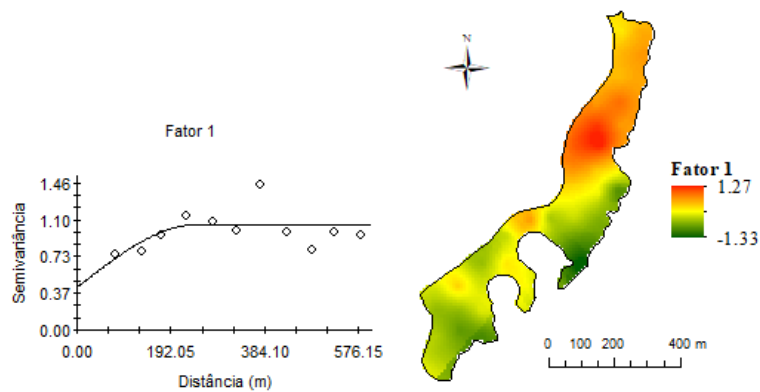 Fator 1
Semivariância
1.46
1.10
0.73
0.37
0.00
0.00 192.05 384.10 576.15
Distância (m)
N
Fator 1
1.27
-1.33
0 100 200 400 m